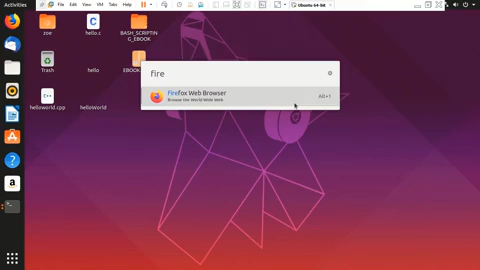 Activities
File Edit View VM Tabs Help
Ubuntu-64-bit
zoe
hello.c
BASH_SCRIPTIN
G_EBOOK
Trash
hello
EBOOK
helloworld.cpp
helloWorld
fire
Firefox Web Browser
Browse the World Wide Web
Alt+1